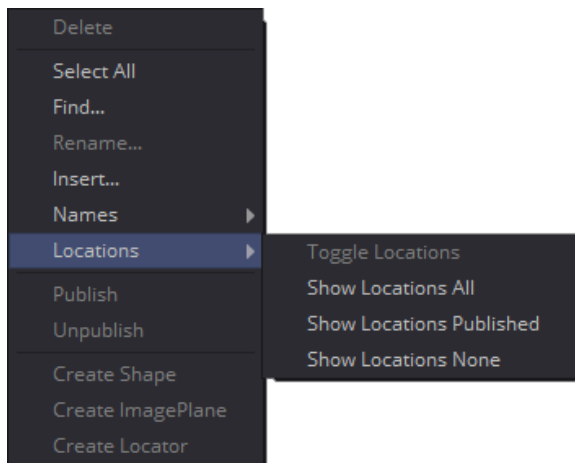 Delete
Select All
Find...
Rename...
Insert...
Names
Locations
Toggle Locations
Show Locations All
Show Locations Published
Show Locations None
Publish
Unpublish
Create Shape
Create ImagePlane
Create Locator